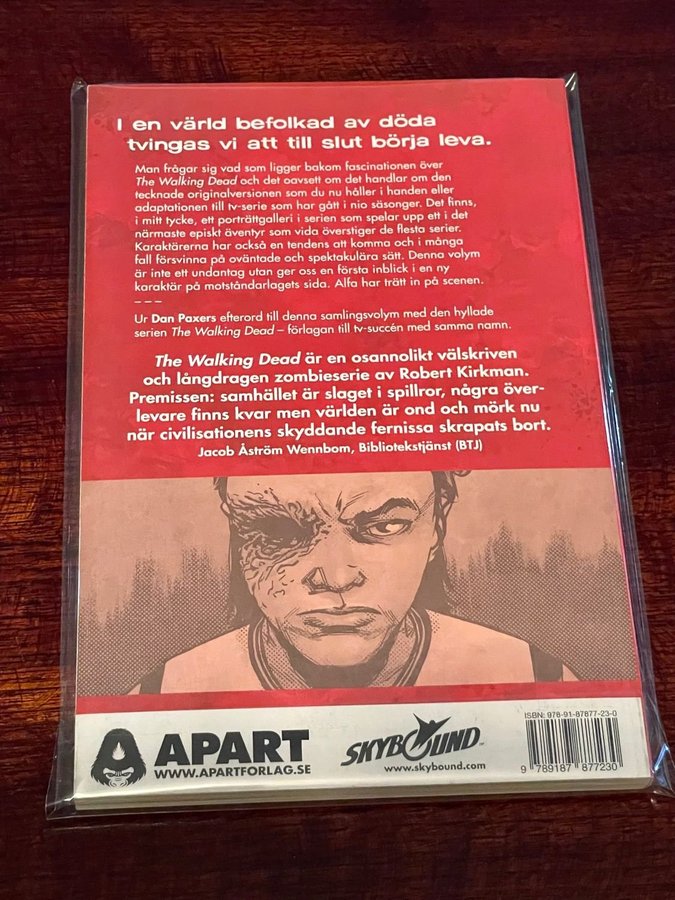 I en värld befolkad av döda
tvingas vi att till slut börja leva.
Man frågar sig vad som ligger bakom fascinationen över
The Walking Dead och det oavsett om det handlar om den
tecknade originalversionen som du nu håller i handen eller
adaptationen till tv-serie som har gått i nio säsonger. Det finns,
i mitt tycke, ett porträttgalleri i serien som spelar upp ett i det
närmaste episkt äventyr som vida överstiger de flesta serier.
Karaktärerna har också en tendens att komma och i många
fall försvinna på oväntade och spektakulära sätt. Denna volym
är inte ett undantag utan ger oss en första inblick i en ny
karaktär på motståndarlagets sida. Alfa har trätt in på scenen.
–––
Ur Dan Paxers efterord till denna samlingsvolym med den hyllade
serien The Walking Dead – förlagan till tv-succén med samma namn.
The Walking Dead är en osannolikt välskriven
och långdragen zombieserie av Robert Kirkman.
Premissen: samhället är slaget i spillror, några över-
levare finns kvar men världen är ond och mörk nu
när civilisationens skyddande fernissa skrapats bort.
Jacob Åström Wennbom, Bibliotekstjänst (BTJ)
APART
WWW.APARTFORLAG.SE
SKYBOUND™
www.skybound.com
ISBN: 978-91-87877-23-0
9 789187 877230